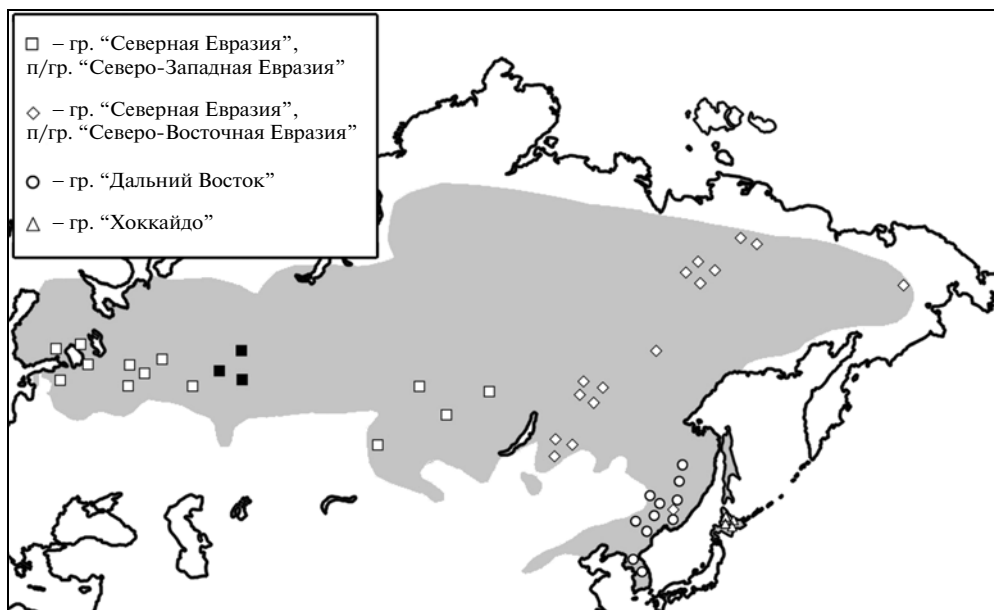 – гр. “Северная Евразия”,
п/гр. “Северо-Западная Евразия”
– гр. “Северная Евразия”,
п/гр. “Северо-Восточная Евразия”
– гр. “Дальний Восток”
– гр. “Хоккайдо”